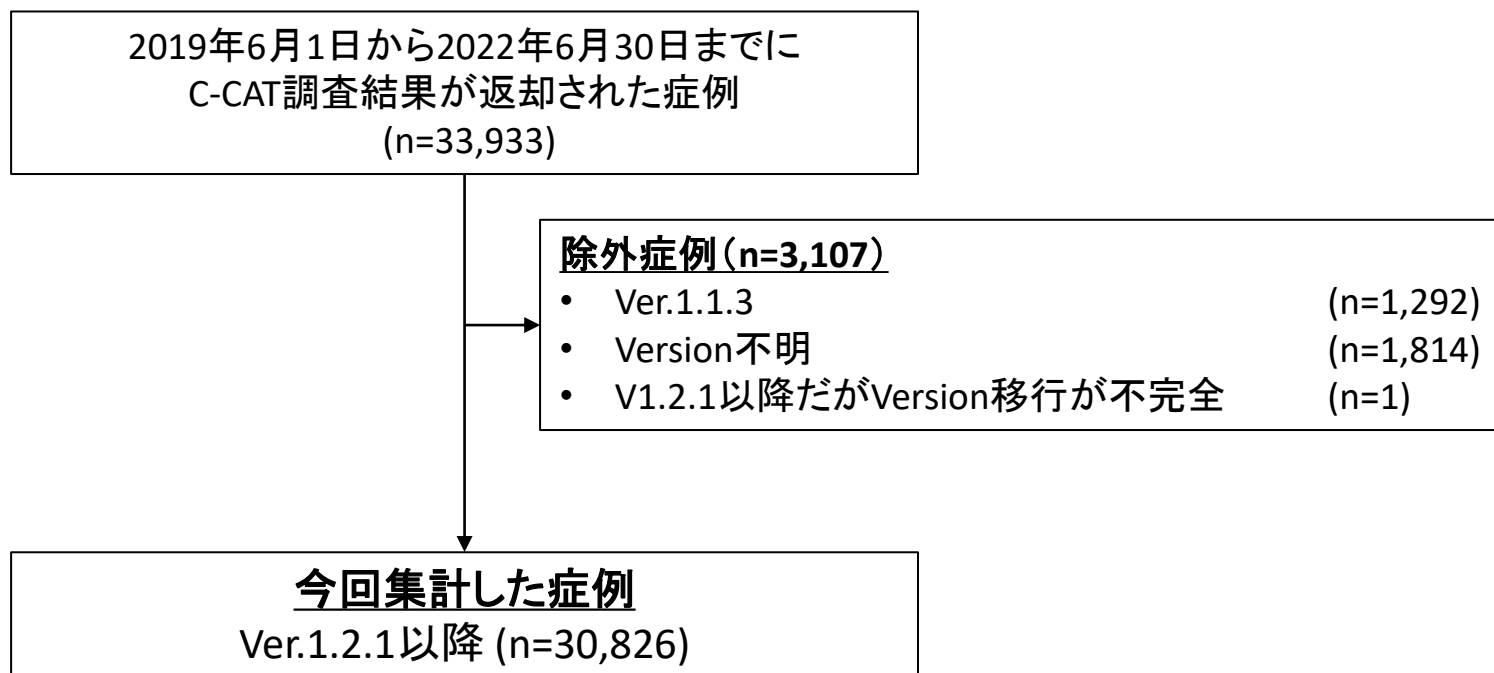 2019年6月1日から2022年6月30日までに
C-CAT調査結果が返却された症例
(n=33,933)
除外症例(n=3,107)
• Ver.1.1.3 (n=1,292)
• Version不明 (n=1,814)
• V1.2.1以降だがVersion移行が不完全 (n=1)
今回集計した症例
Ver.1.2.1以降 (n=30,826)